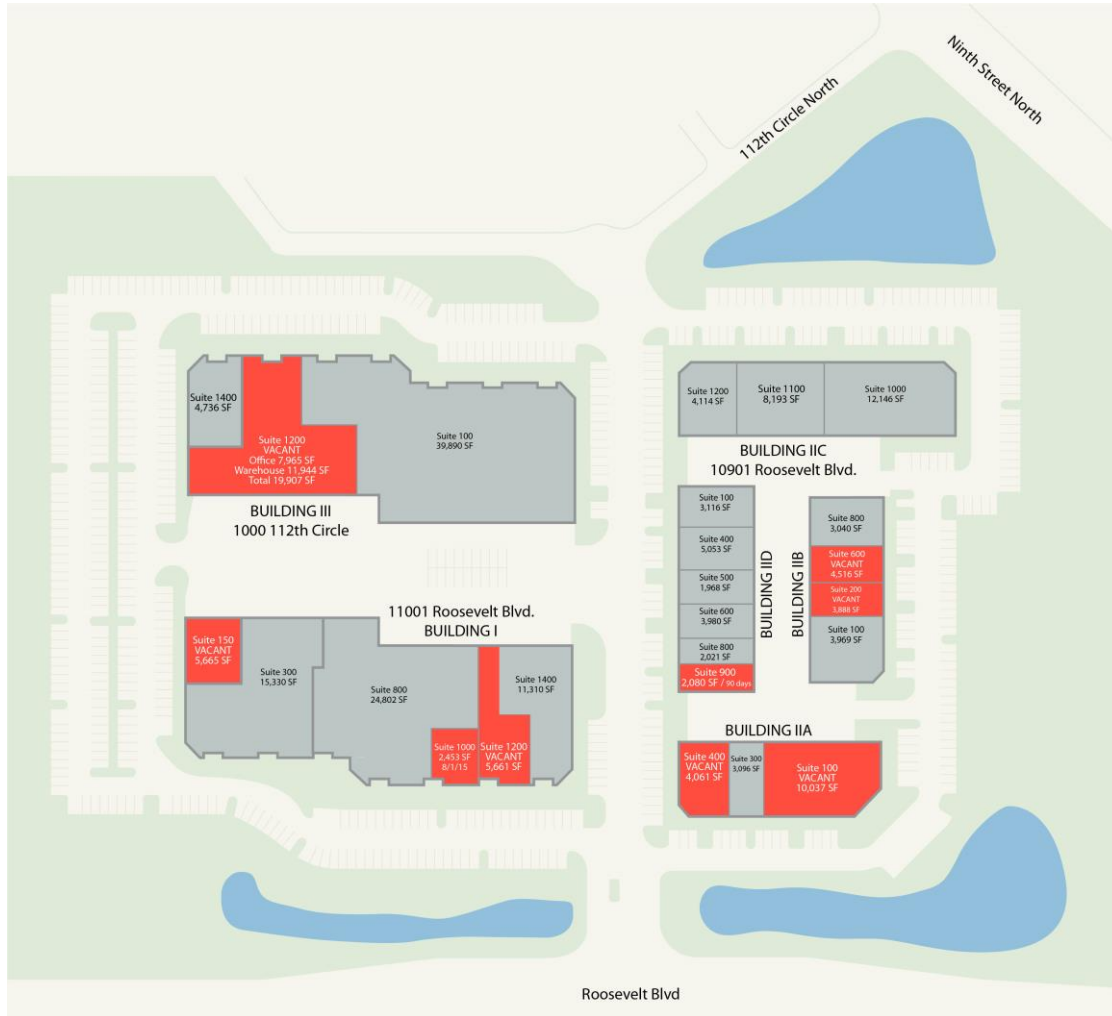 Ninth Street North
112th Circle North
Suite 1400
4,736 SF
Suite 1200
VACANT
Office 7,965 SF
Warehouse 11,944 SF
Total 19,907 SF
Suite 100
39,890 SF
BUILDING III
1000 112th Circle
Suite 1200
4,114 SF
Suite 1100
8,193 SF
Suite 1000
12,146 SF
BUILDING IIC
10901 Roosevelt Blvd.
Suite 100
3,116 SF
Suite 400
5,053 SF
Suite 500
1,968 SF
Suite 600
3,980 SF
Suite 800
2,021 SF
Suite 900
2,080 SF / 90 days
BUILDING IID
BUILDING IIB
Suite 800
3,040 SF
Suite 600
VACANT
4,516 SF
Suite 200
VACANT
3,888 SF
Suite 100
3,969 SF
11001 Roosevelt Blvd.
BUILDING I
Suite 150
VACANT
5,665 SF
Suite 300
15,330 SF
Suite 800
24,802 SF
Suite 1000
2,453 SF
8/1/15
Suite 1200
VACANT
5,661 SF
Suite 1400
11,310 SF
BUILDING IIA
Suite 400
VACANT
4,061 SF
Suite 300
3,096 SF
Suite 100
VACANT
10,037 SF
Roosevelt Blvd